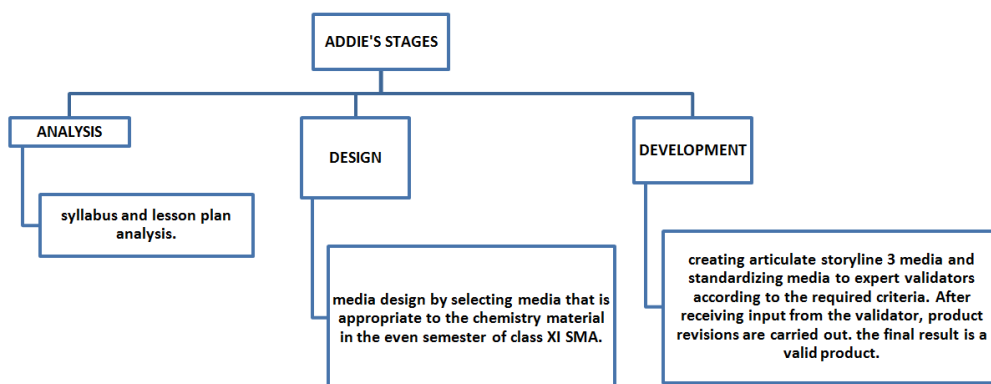 ADDIE'S STAGES
ANALYSIS
syllabus and lesson plan
analysis.
DESIGN
media design by selecting media that is
appropriate to the chemistry material
in the even semester of class XI SMA.
DEVELOPMENT
creating articulate storyline 3 media and
standardizing media to expert validators
according to the required criteria. After
receiving input from the validator, product
revisions are carried out. the final result is a
valid product.